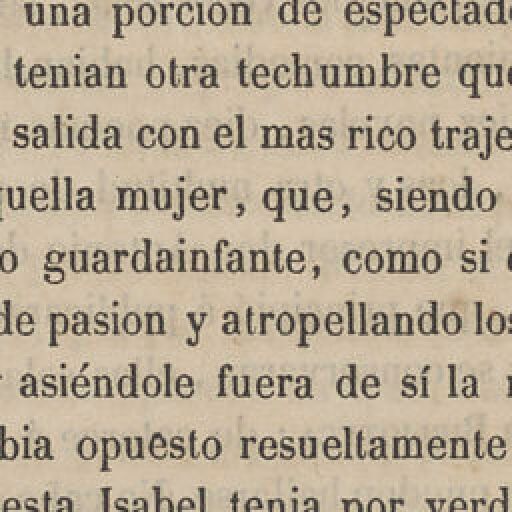 una porcion de espectad
tenian otra techumbre que
salida con el mas rico traje
quella mujer, que, siendo
o guardainfante, como si
de pasion y atropellando los
asiéndole fuera de sí la
bia opuesto resueltamente
esta Isabel tenia por verd